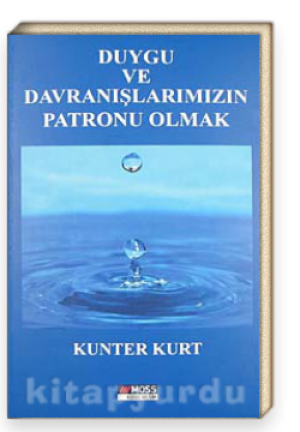 DUYGU
VE
DAVRANIŞLARIMIZIN
PATRONU OLMAK
KUNTER KURT
MOSS
kitapyurdu